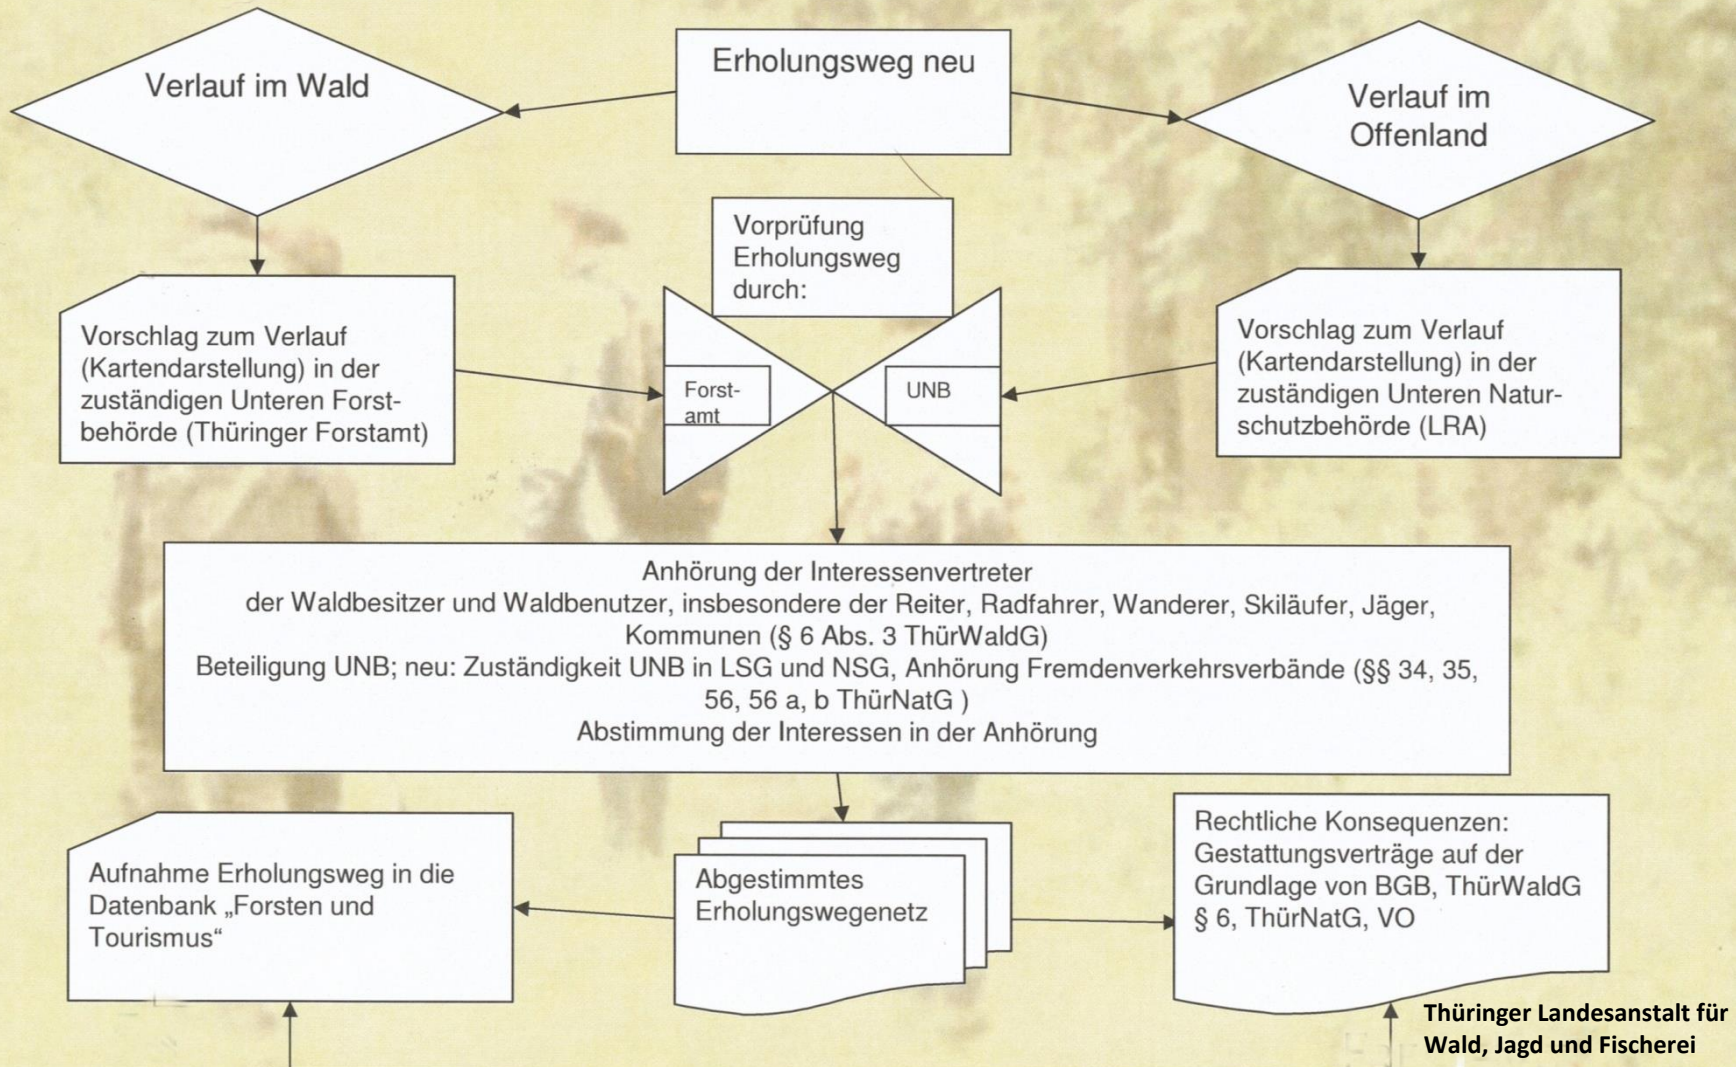 Erholungsweg neu
Verlauf im Wald
Verlauf im
Offenland
Vorprüfung
Erholungsweg
durch:
Vorschlag zum Verlauf
(Kartendarstellung) in der
zuständigen Unteren Forst-
behörde (Thüringer Forstamt)
Forst-
amt
UNB
Vorschlag zum Verlauf
(Kartendarstellung) in der
zuständigen Unteren Natur-
schutzbehörde (LRA)
Anhörung der Interessenvertreter
der Waldbesitzer und Waldbenutzer, insbesondere der Reiter, Radfahrer, Wanderer, Skiläufer, Jäger,
Kommunen (§ 6 Abs. 3 ThürWaldG)
Beteiligung UNB; neu: Zuständigkeit UNB in LSG und NSG, Anhörung Fremdenverkehrsverbände (§§ 34, 35,
56, 56 a, b ThürNatG )
Abstimmung der Interessen in der Anhörung
Aufnahme Erholungsweg in die
Datenbank „Forsten und
Tourismus“
Abgestimmtes
Erholungswegenetz
Rechtliche Konsequenzen:
Gestattungsverträge auf der
Grundlage von BGB, ThürWaldG
§ 6, ThürNatG, VO
Thüringer Landesanstalt für
Wald, Jagd und Fischerei